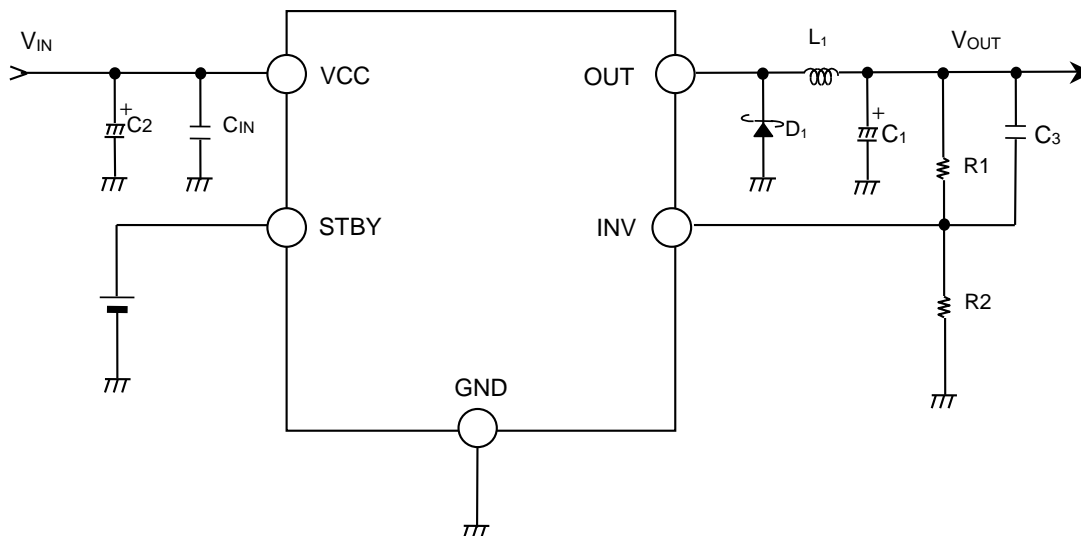 VIN
L1
VOUT
VCC
OUT
+
C2
CIN
D1
+
C1
R1
C3
STBY
INV
R2
GND